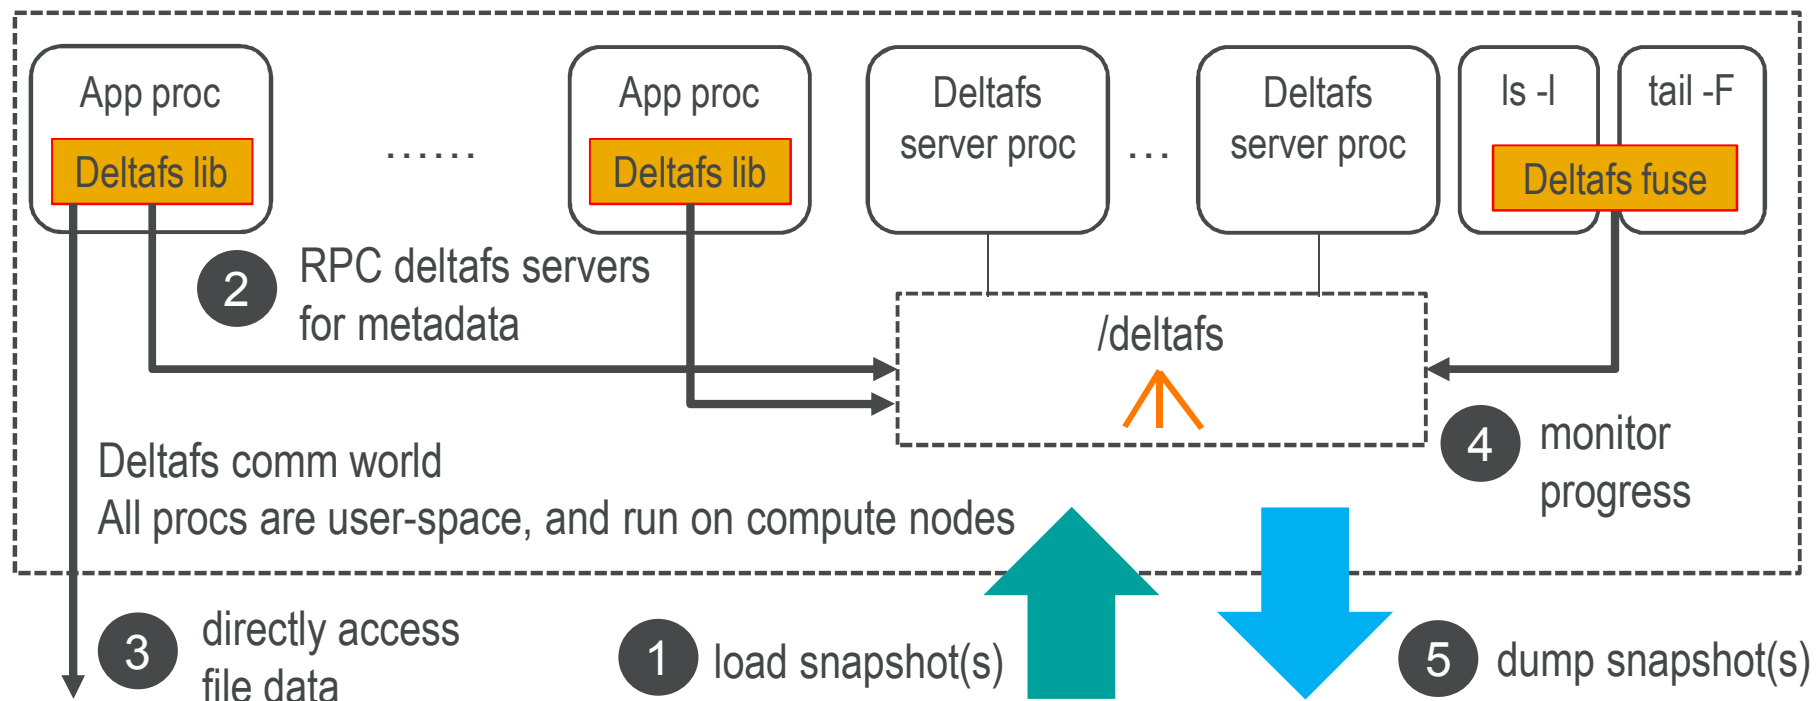 App proc
Deltafs lib
......
App proc
Deltafs lib
Deltafs
server proc
...
Deltafs
server proc
ls -l
tail -F
Deltafs fuse
2
RPC deltafs servers
for metadata
/deltafs
4
monitor
progress
Deltafs comm world
All procs are user-space, and run on compute nodes
3
directly access
file data
1
load snapshot(s)
5
dump snapshot(s)